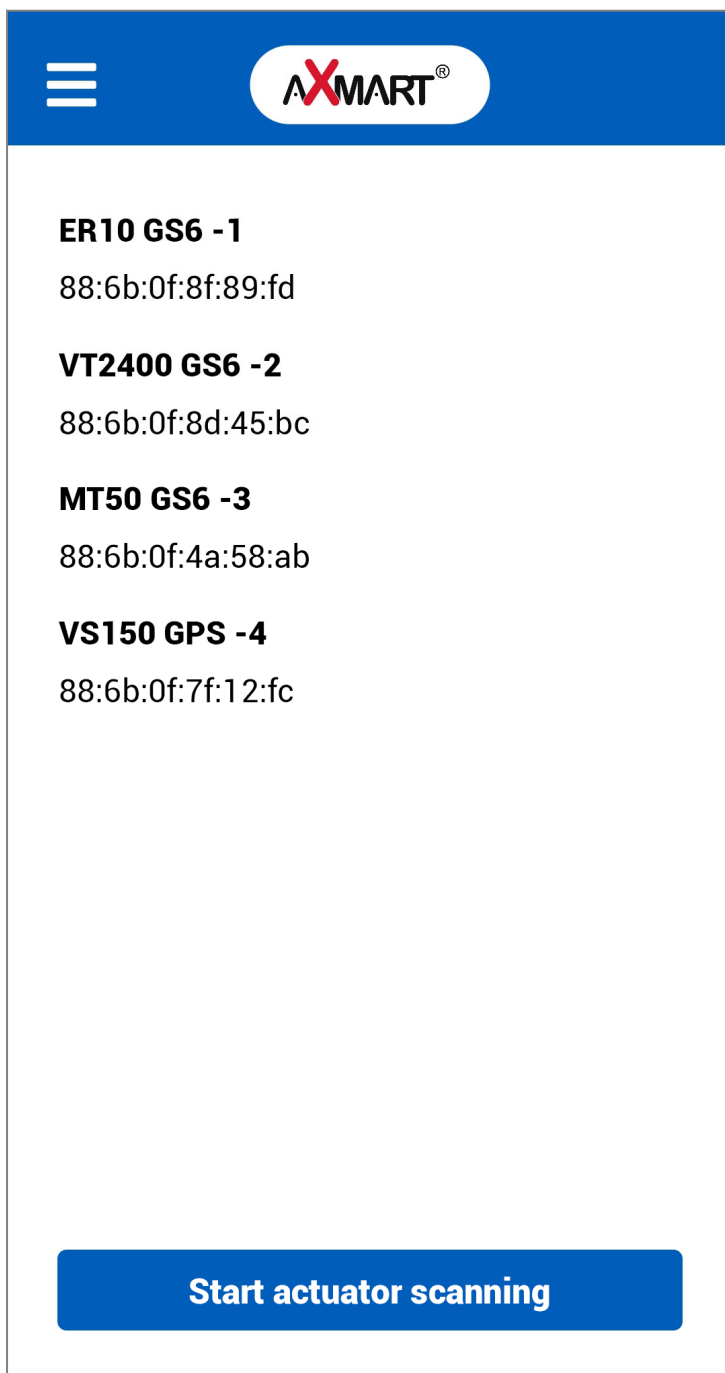 AXMART®
ER10 GS6 -1
88:6b:0f:8f:89:fd
VT2400 GS6 -2
88:6b:0f:8d:45:bc
MT50 GS6 -3
88:6b:0f:4a:58:ab
VS150 GPS -4
88:6b:0f:7f:12:fc
Start actuator scanning